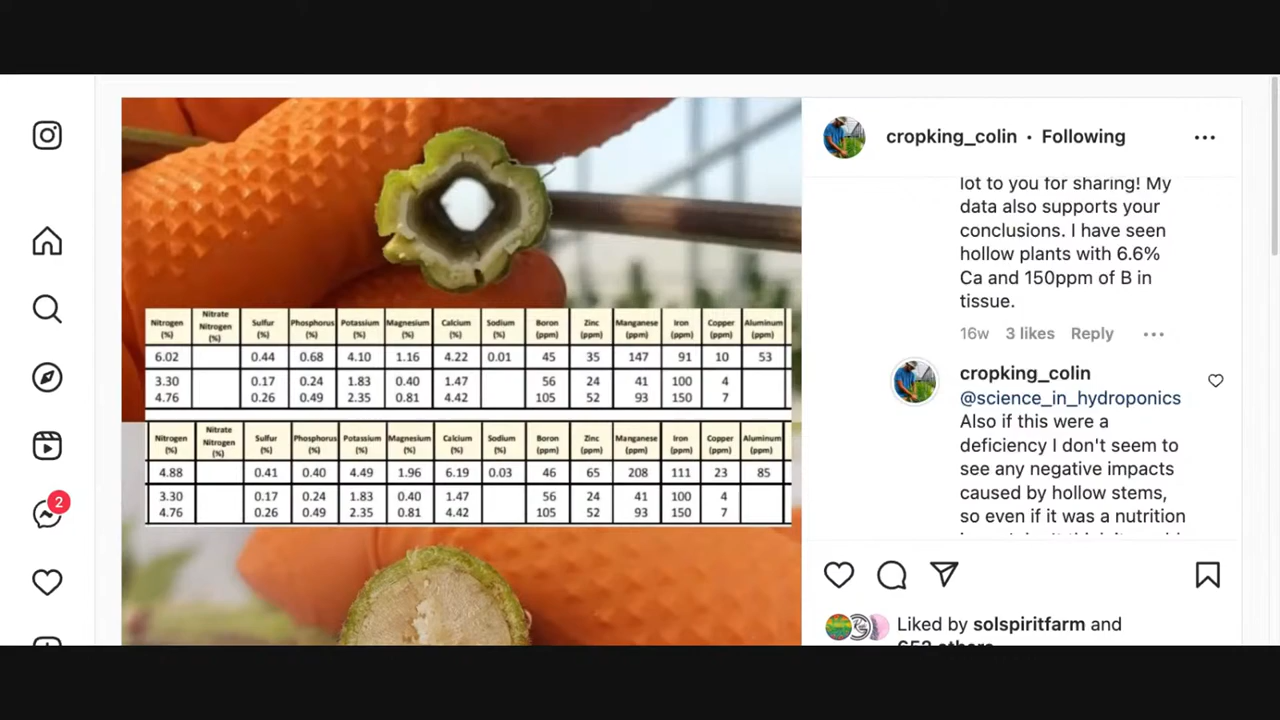 cropking_colin • Following
lot to you for sharing! My
data also supports your
conclusions. I have seen
hollow plants with 6.6%
Ca and 150ppm of B in
tissue.
16w 3 likes Reply
cropking_colin
@science_in_hydroponics
Also if this were a
deficiency I don't seem to
see any negative impacts
caused by hollow stems,
so even if it was a nutrition
Liked by solspiritfarm and
652 others
2
Nitrogen (%) Nitrate Nitrogen (%) Sulfur (%) Phosphorus (%) Potassium (%) Magnesium (%) Calcium (%) Sodium (%) Boron (ppm) Zinc (ppm) Manganese (ppm) Iron (ppm) Copper (ppm) Aluminum (ppm)
6.02 0.44 0.68 4.10 1.16 4.22 0.01 45 35 147 91 10 53
3.30 0.17 0.24 1.83 0.40 1.47 56 24 41 100 4
4.76 0.26 0.49 2.35 0.81 4.42 105 52 93 150 7
Nitrogen (%) Nitrate Nitrogen (%) Sulfur (%) Phosphorus (%) Potassium (%) Magnesium (%) Calcium (%) Sodium (%) Boron (ppm) Zinc (ppm) Manganese (ppm) Iron (ppm) Copper (ppm) Aluminum (ppm)
4.88 0.41 0.40 4.49 1.96 6.19 0.03 46 65 208 111 23 85
3.30 0.17 0.24 1.83 0.40 1.47 56 24 41 100 4
4.76 0.26 0.49 2.35 0.81 4.42 105 52 93 150 7